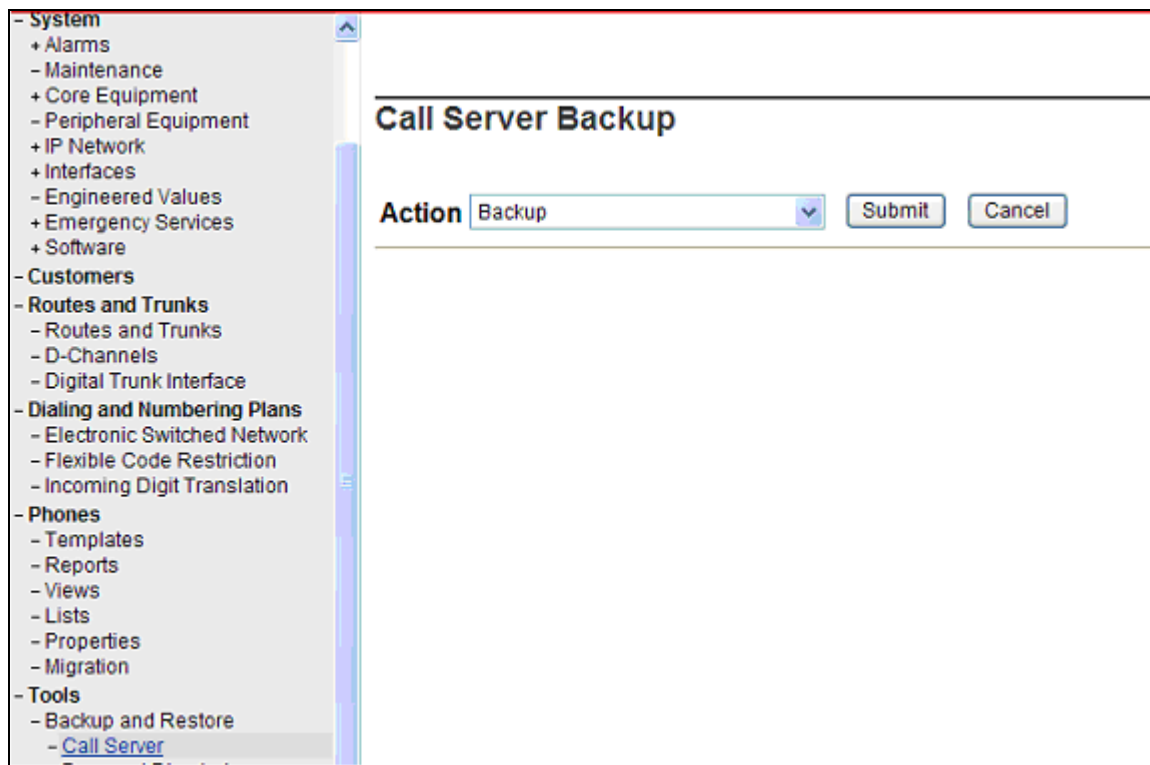 – System
+ Alarms
– Maintenance
+ Core Equipment
– Peripheral Equipment
+ IP Network
+ Interfaces
– Engineered Values
+ Emergency Services
+ Software
– Customers
– Routes and Trunks
– Routes and Trunks
– D-Channels
– Digital Trunk Interface
– Dialing and Numbering Plans
– Electronic Switched Network
– Flexible Code Restriction
– Incoming Digit Translation
– Phones
– Templates
– Reports
– Views
– Lists
– Properties
– Migration
– Tools
– Backup and Restore
– Call Server
Call Server Backup
Action Backup Submit Cancel